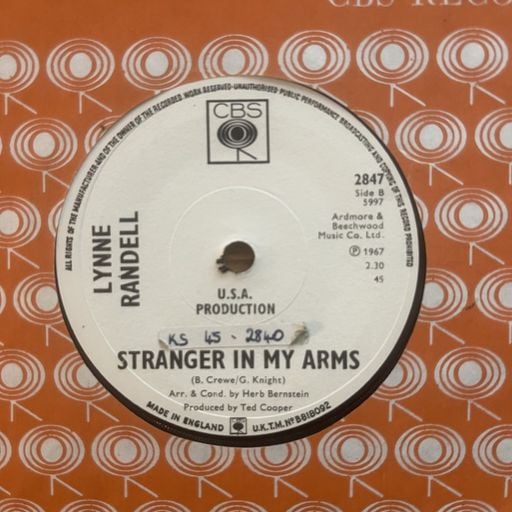 CBS RECO
ALL RIGHTS OF THE MANUFACTURER AND OF THE OWNER OF THE RECORDED WORK RESERVED-UNAUTHORISED PUBLIC PERFORMANCE BROADCASTING AND COPYING OF THIS RECORD PROHIBITED
CBS
2847
Side B
5997
Ardmore &
Beechwood
Music Co. Ltd.
℗ 1967
2.30
45
LYNNE
RANDELL
U.S.A.
PRODUCTION
KS 45 - 2840
STRANGER IN MY ARMS
(B. Crewe/G. Knight)
Arr. & Cond. by Herb Bernstein
Produced by Ted Cooper
MADE IN ENGLAND U.K.T.M. Nº B818092